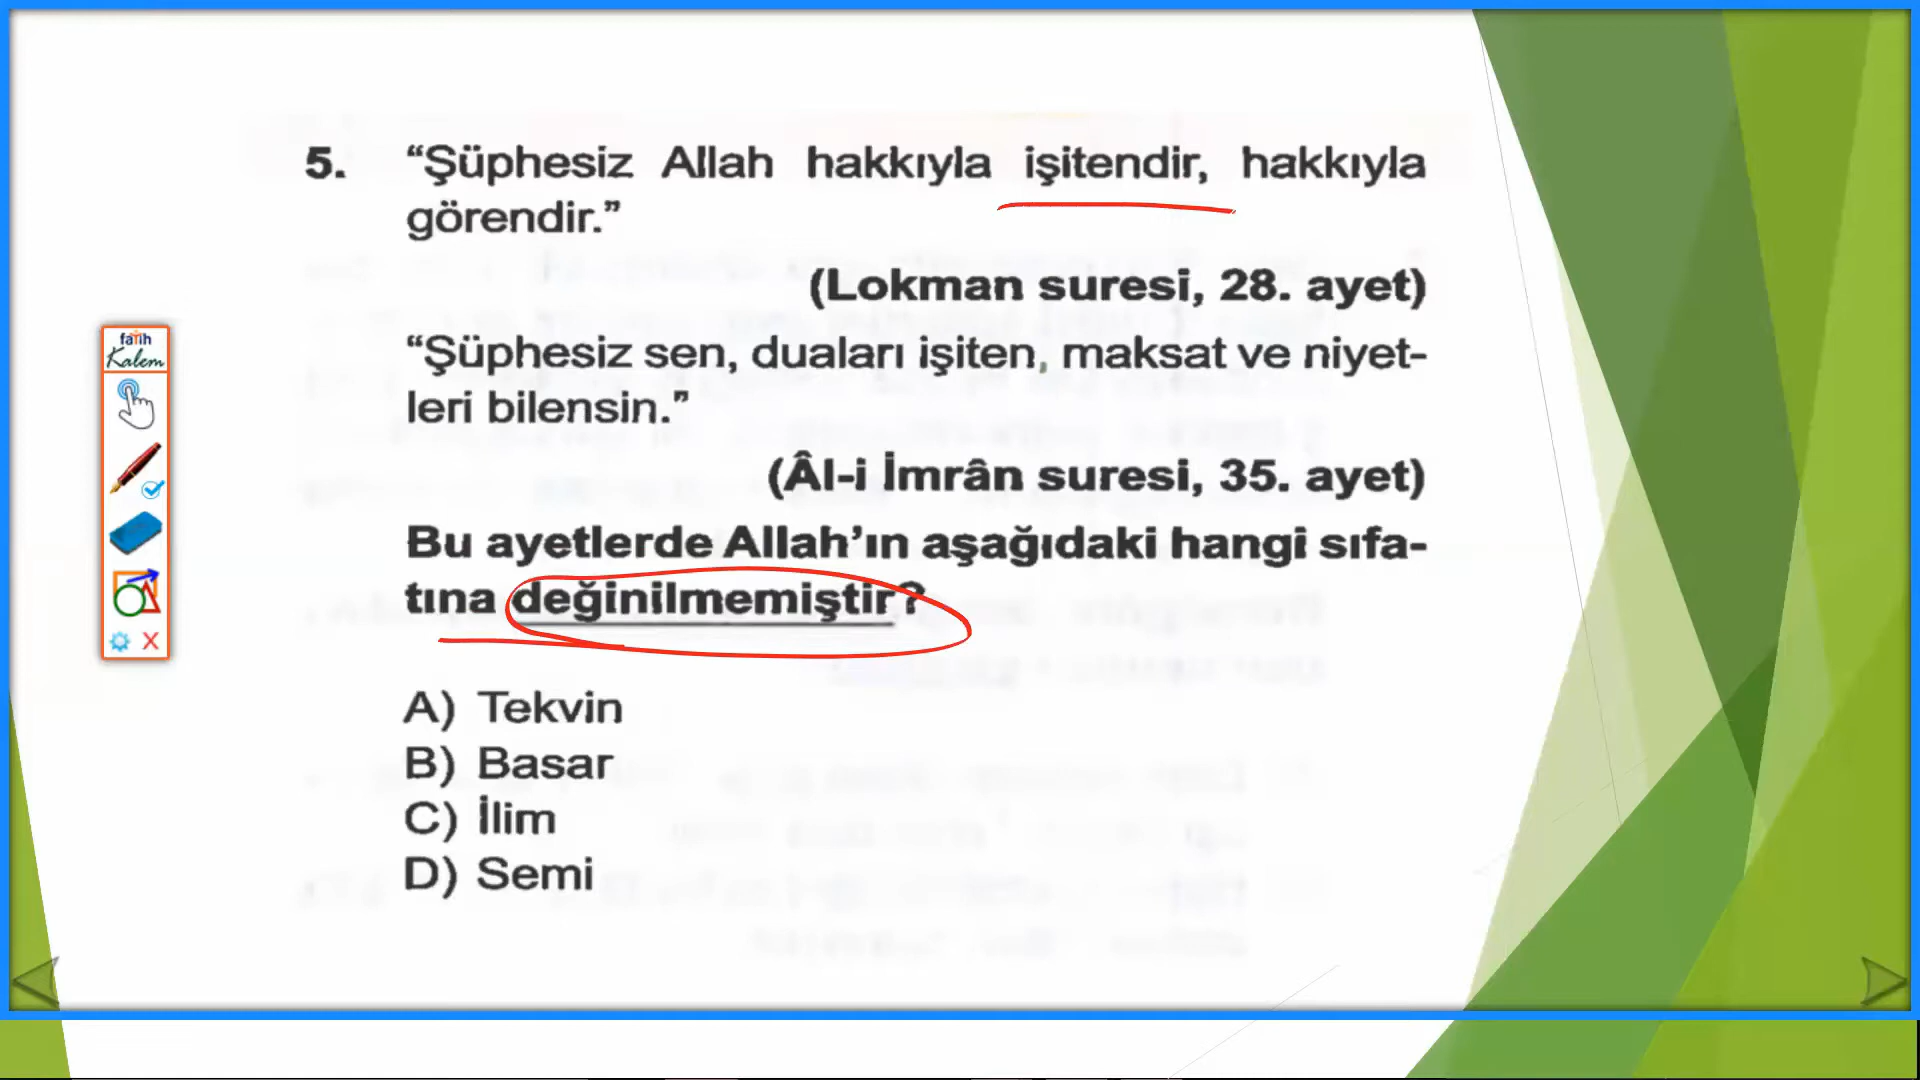 5. “Şüphesiz Allah hakkıyla işitendir, hakkıyla
görendir.”
(Lokman suresi, 28. ayet)
“Şüphesiz sen, duaları işiten, maksat ve niyet-
leri bilensin.”
(Âl-i İmrân suresi, 35. ayet)
Bu ayetlerde Allah’ın aşağıdaki hangi sıfa-
tına değinilmemiştir?
A) Tekvin
B) Basar
C) İlim
D) Semi
fatih
Kalem